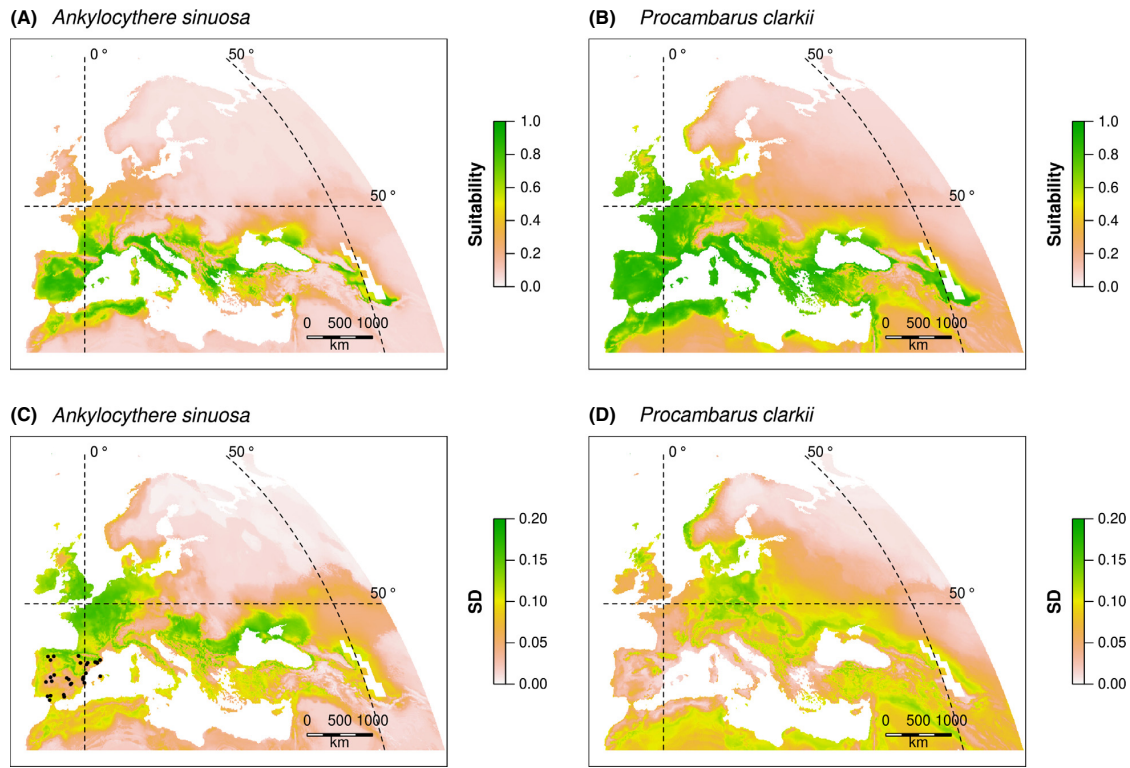 (A) Ankylocythere sinuosa
0 °
50 °
50 °
0 500 1000
km
Suitability
1.0
0.8
0.6
0.4
0.2
0.0
(B) Procambarus clarkii
0 °
50 °
50 °
0 500 1000
km
Suitability
1.0
0.8
0.6
0.4
0.2
0.0
(C) Ankylocythere sinuosa
0 °
50 °
50 °
0 500 1000
km
SD
0.20
0.15
0.10
0.05
0.00
(D) Procambarus clarkii
0 °
50 °
50 °
0 500 1000
km
SD
0.20
0.15
0.10
0.05
0.00